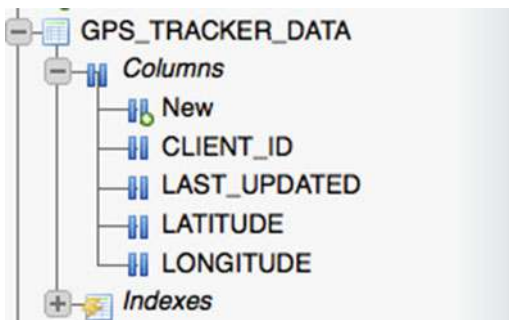 GPS_TRACKER_DATA
Columns
New
CLIENT_ID
LAST_UPDATED
LATITUDE
LONGITUDE
Indexes